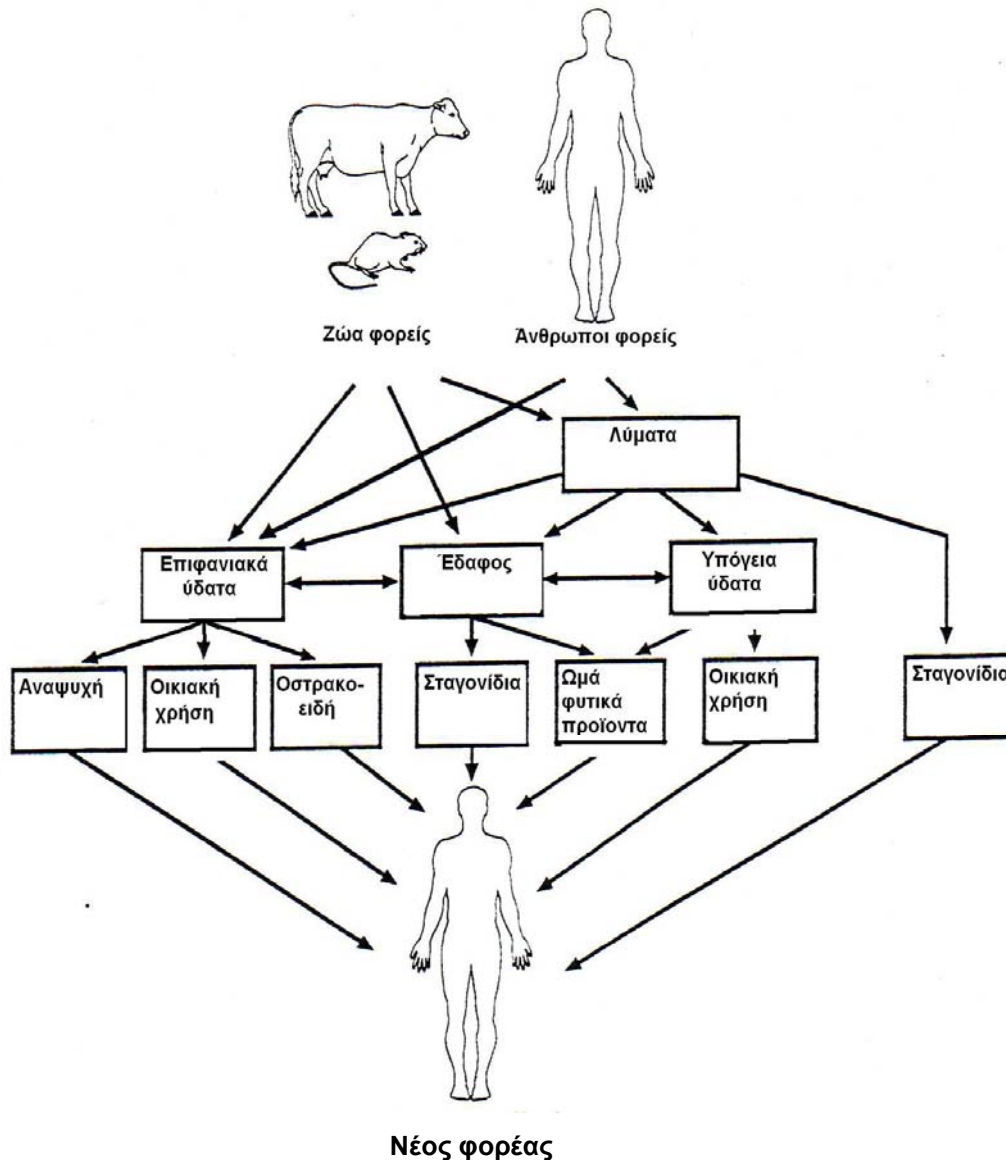 Ζώα φορείς
Άνθρωποι φορείς
Λύματα
Επιφανιακά
ύδατα
Έδαφος
Υπόγεια
ύδατα
Αναψυχή
Οικιακή
χρήση
Οστρακο-
ειδή
Σταγονίδια
Ωμά
φυτικά
προϊοντα
Οικιακή
χρήση
Σταγονίδια
Νέος φορέας